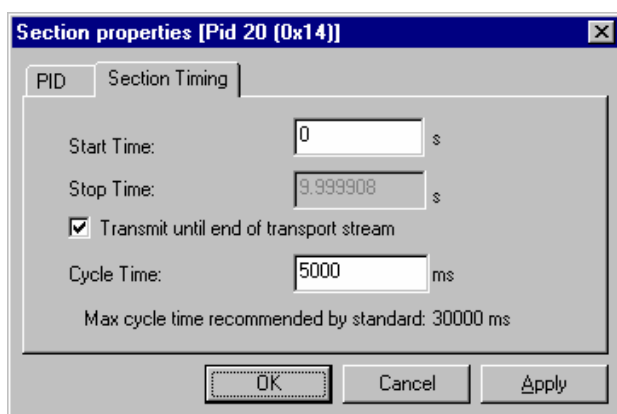 Section properties [Pid 20 (0x14)]
PID Section Timing
Start Time: 0 s
Stop Time: 9.999908 s
Transmit until end of transport stream
Cycle Time: 5000 ms
Max cycle time recommended by standard: 30000 ms
OK Cancel Apply